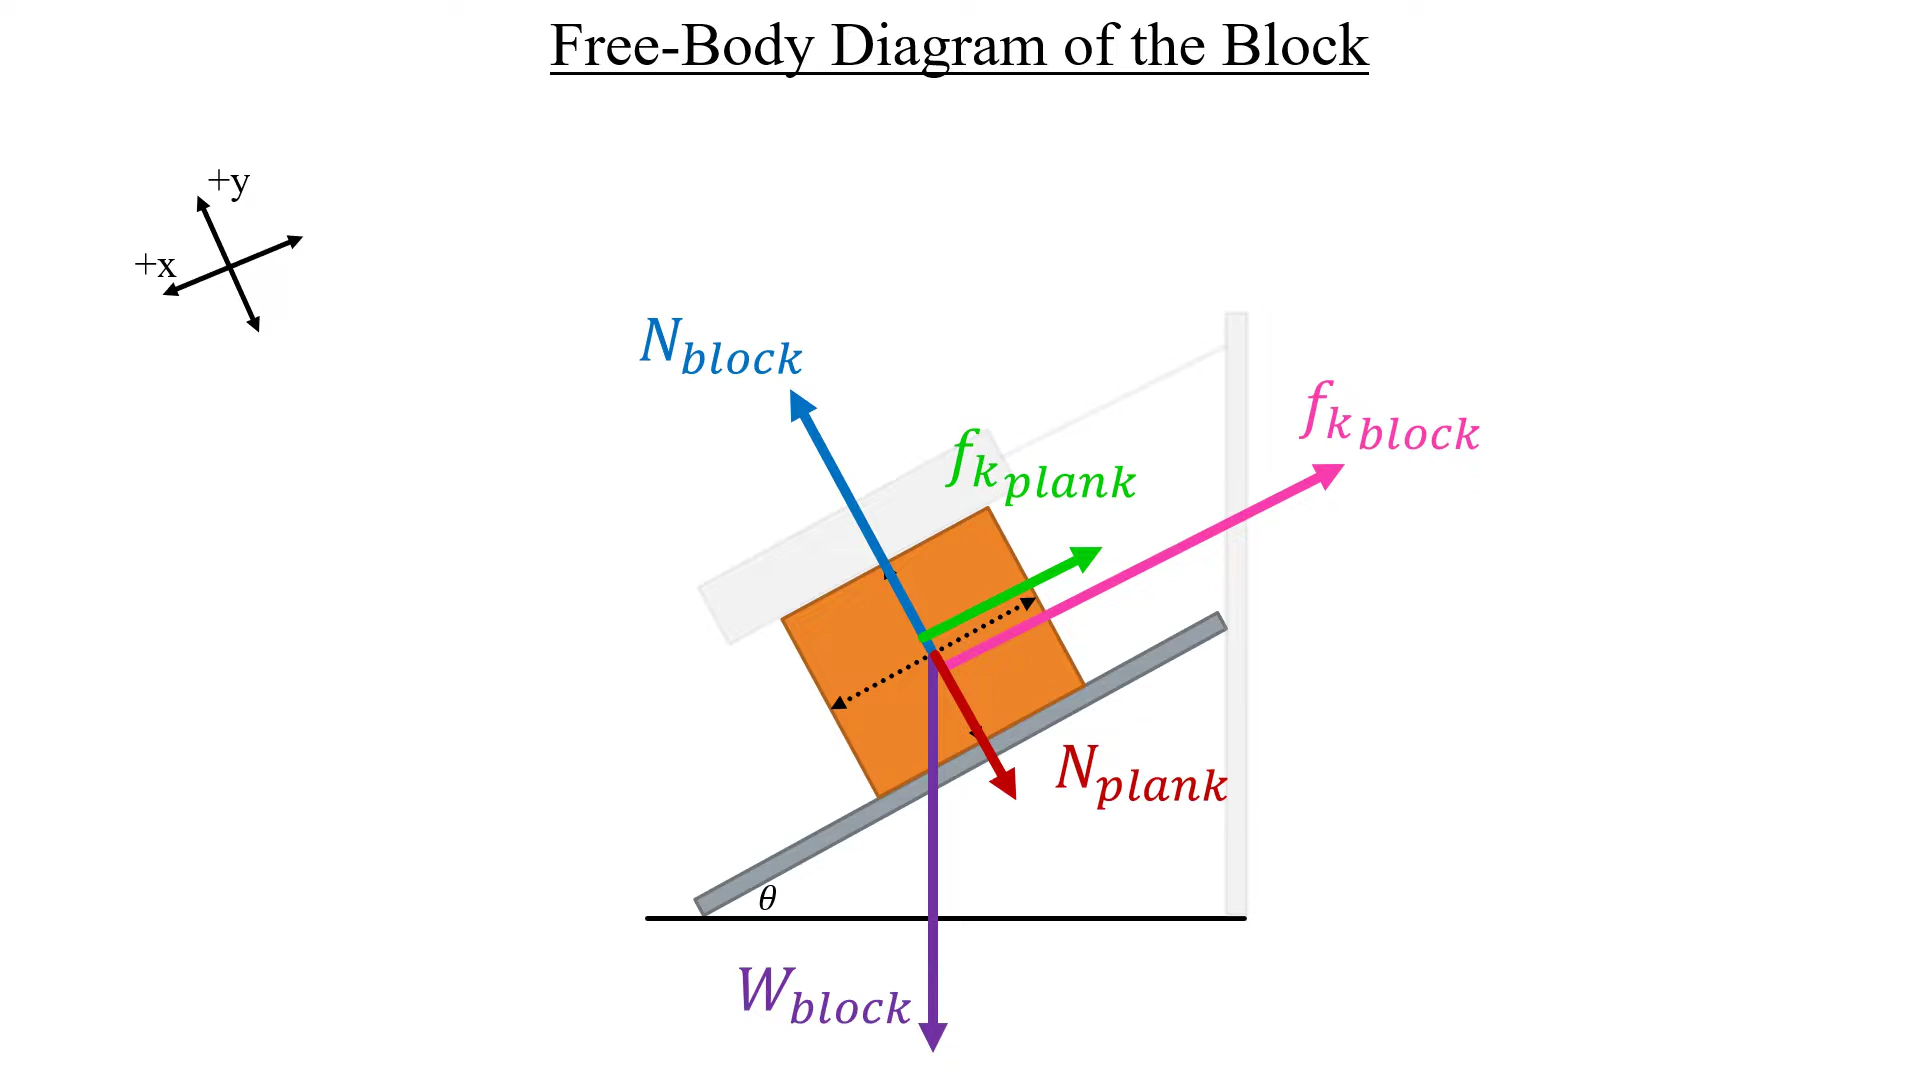 Free-Body Diagram of the Block
+y
+x
N_block
f_k_block
f_k_plank
N_plank
θ
W_block